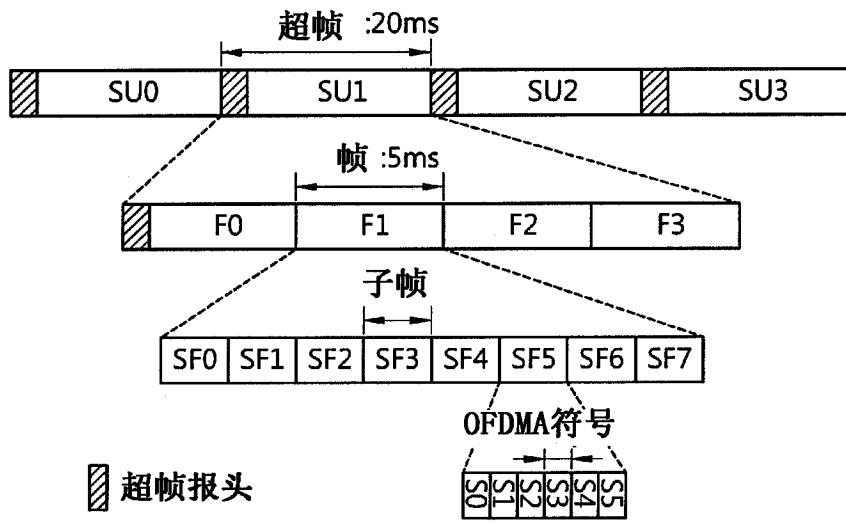 超帧 :20ms
SU0 SU1 SU2 SU3
帧 :5ms
F0 F1 F2 F3
子帧
SF0 SF1 SF2 SF3 SF4 SF5 SF6 SF7
OFDMA符号
S0 S1 S2 S3 S4 S5
超帧报头